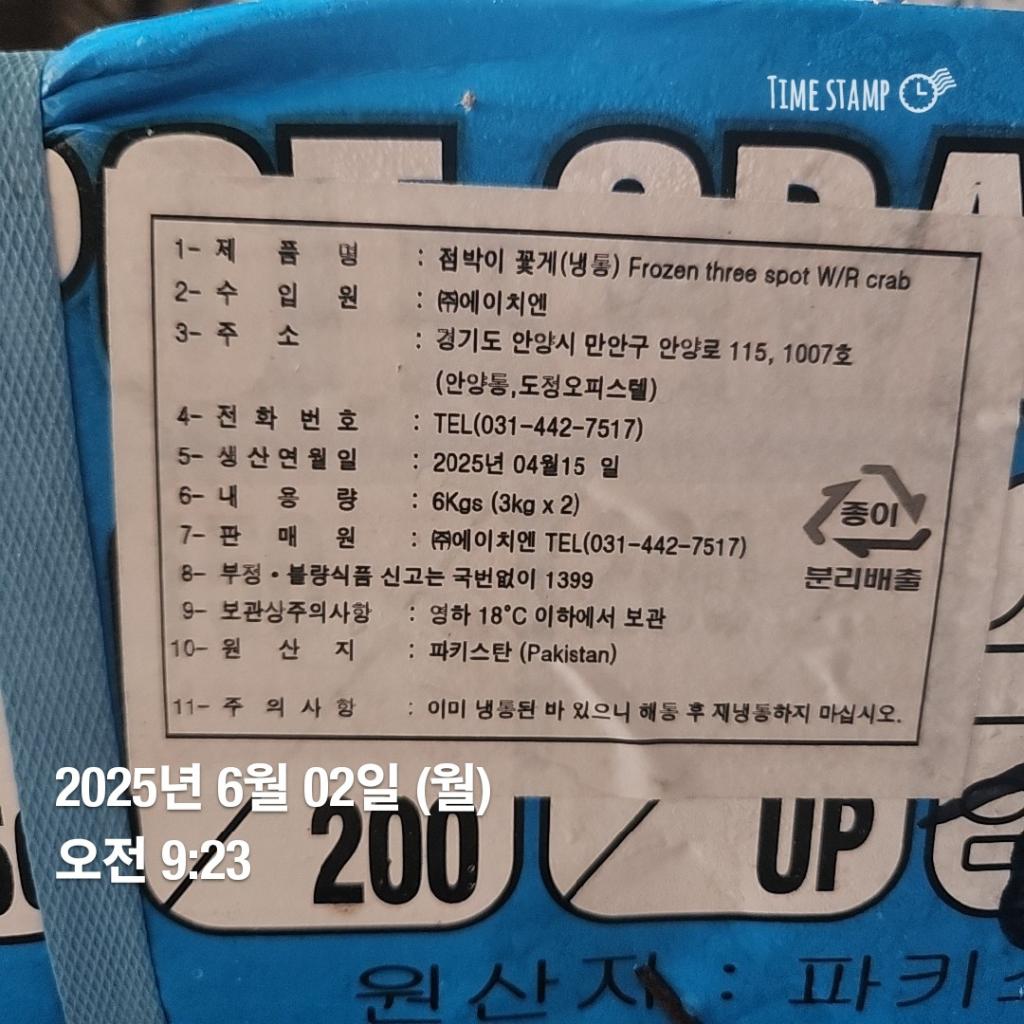 TIME STAMP
1- 제 품 명 : 점박이 꽃게(냉동) Frozen three spot W/R crab
2- 수 입 원 : ㈜에이치엔
3- 주 소 : 경기도 안양시 만안구 안양로 115, 1007호
(안양동,도청오피스텔)
4- 전 화 번 호 : TEL(031-442-7517)
5- 생 산 연 월 일 : 2025년 04월15 일
6- 내 용 량 : 6Kgs (3kg x 2)
7- 판 매 원 : ㈜에이치엔 TEL(031-442-7517)
8- 부정·불량식품 신고는 국번없이 1399
9- 보관상주의사항 : 영하 18°C 이하에서 보관
10- 원 산 지 : 파키스탄 (Pakistan)
11- 주 의 사 항 : 이미 냉동된 바 있으니 해동 후 재냉동하지 마십시오.
종이
분리배출
2025년 6월 02일 (월)
오전 9:23
/ 200
/ UP
원산지 : 파키